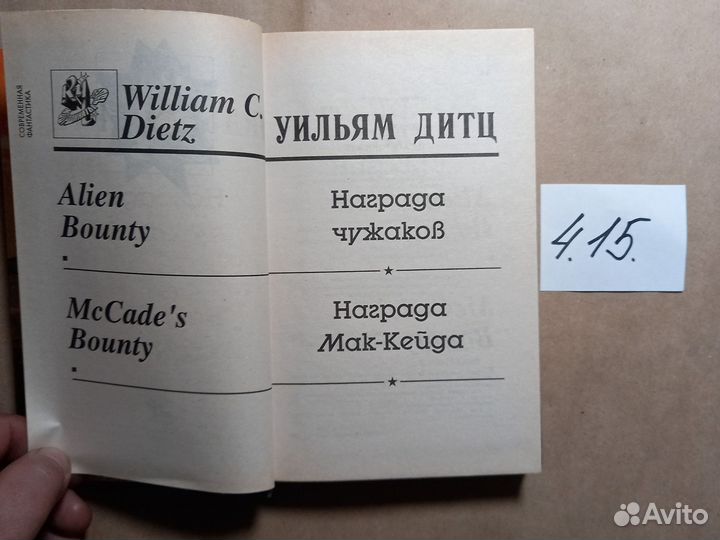 СОВРЕМЕННАЯ
ФАНТАСТИКА
William C.
Dietz
Alien
Bounty
McCade's
Bounty
УИЛЬЯМ ДИТЦ
Награда
чужаков
Награда
Мак-Кейда
4.15.
Avito